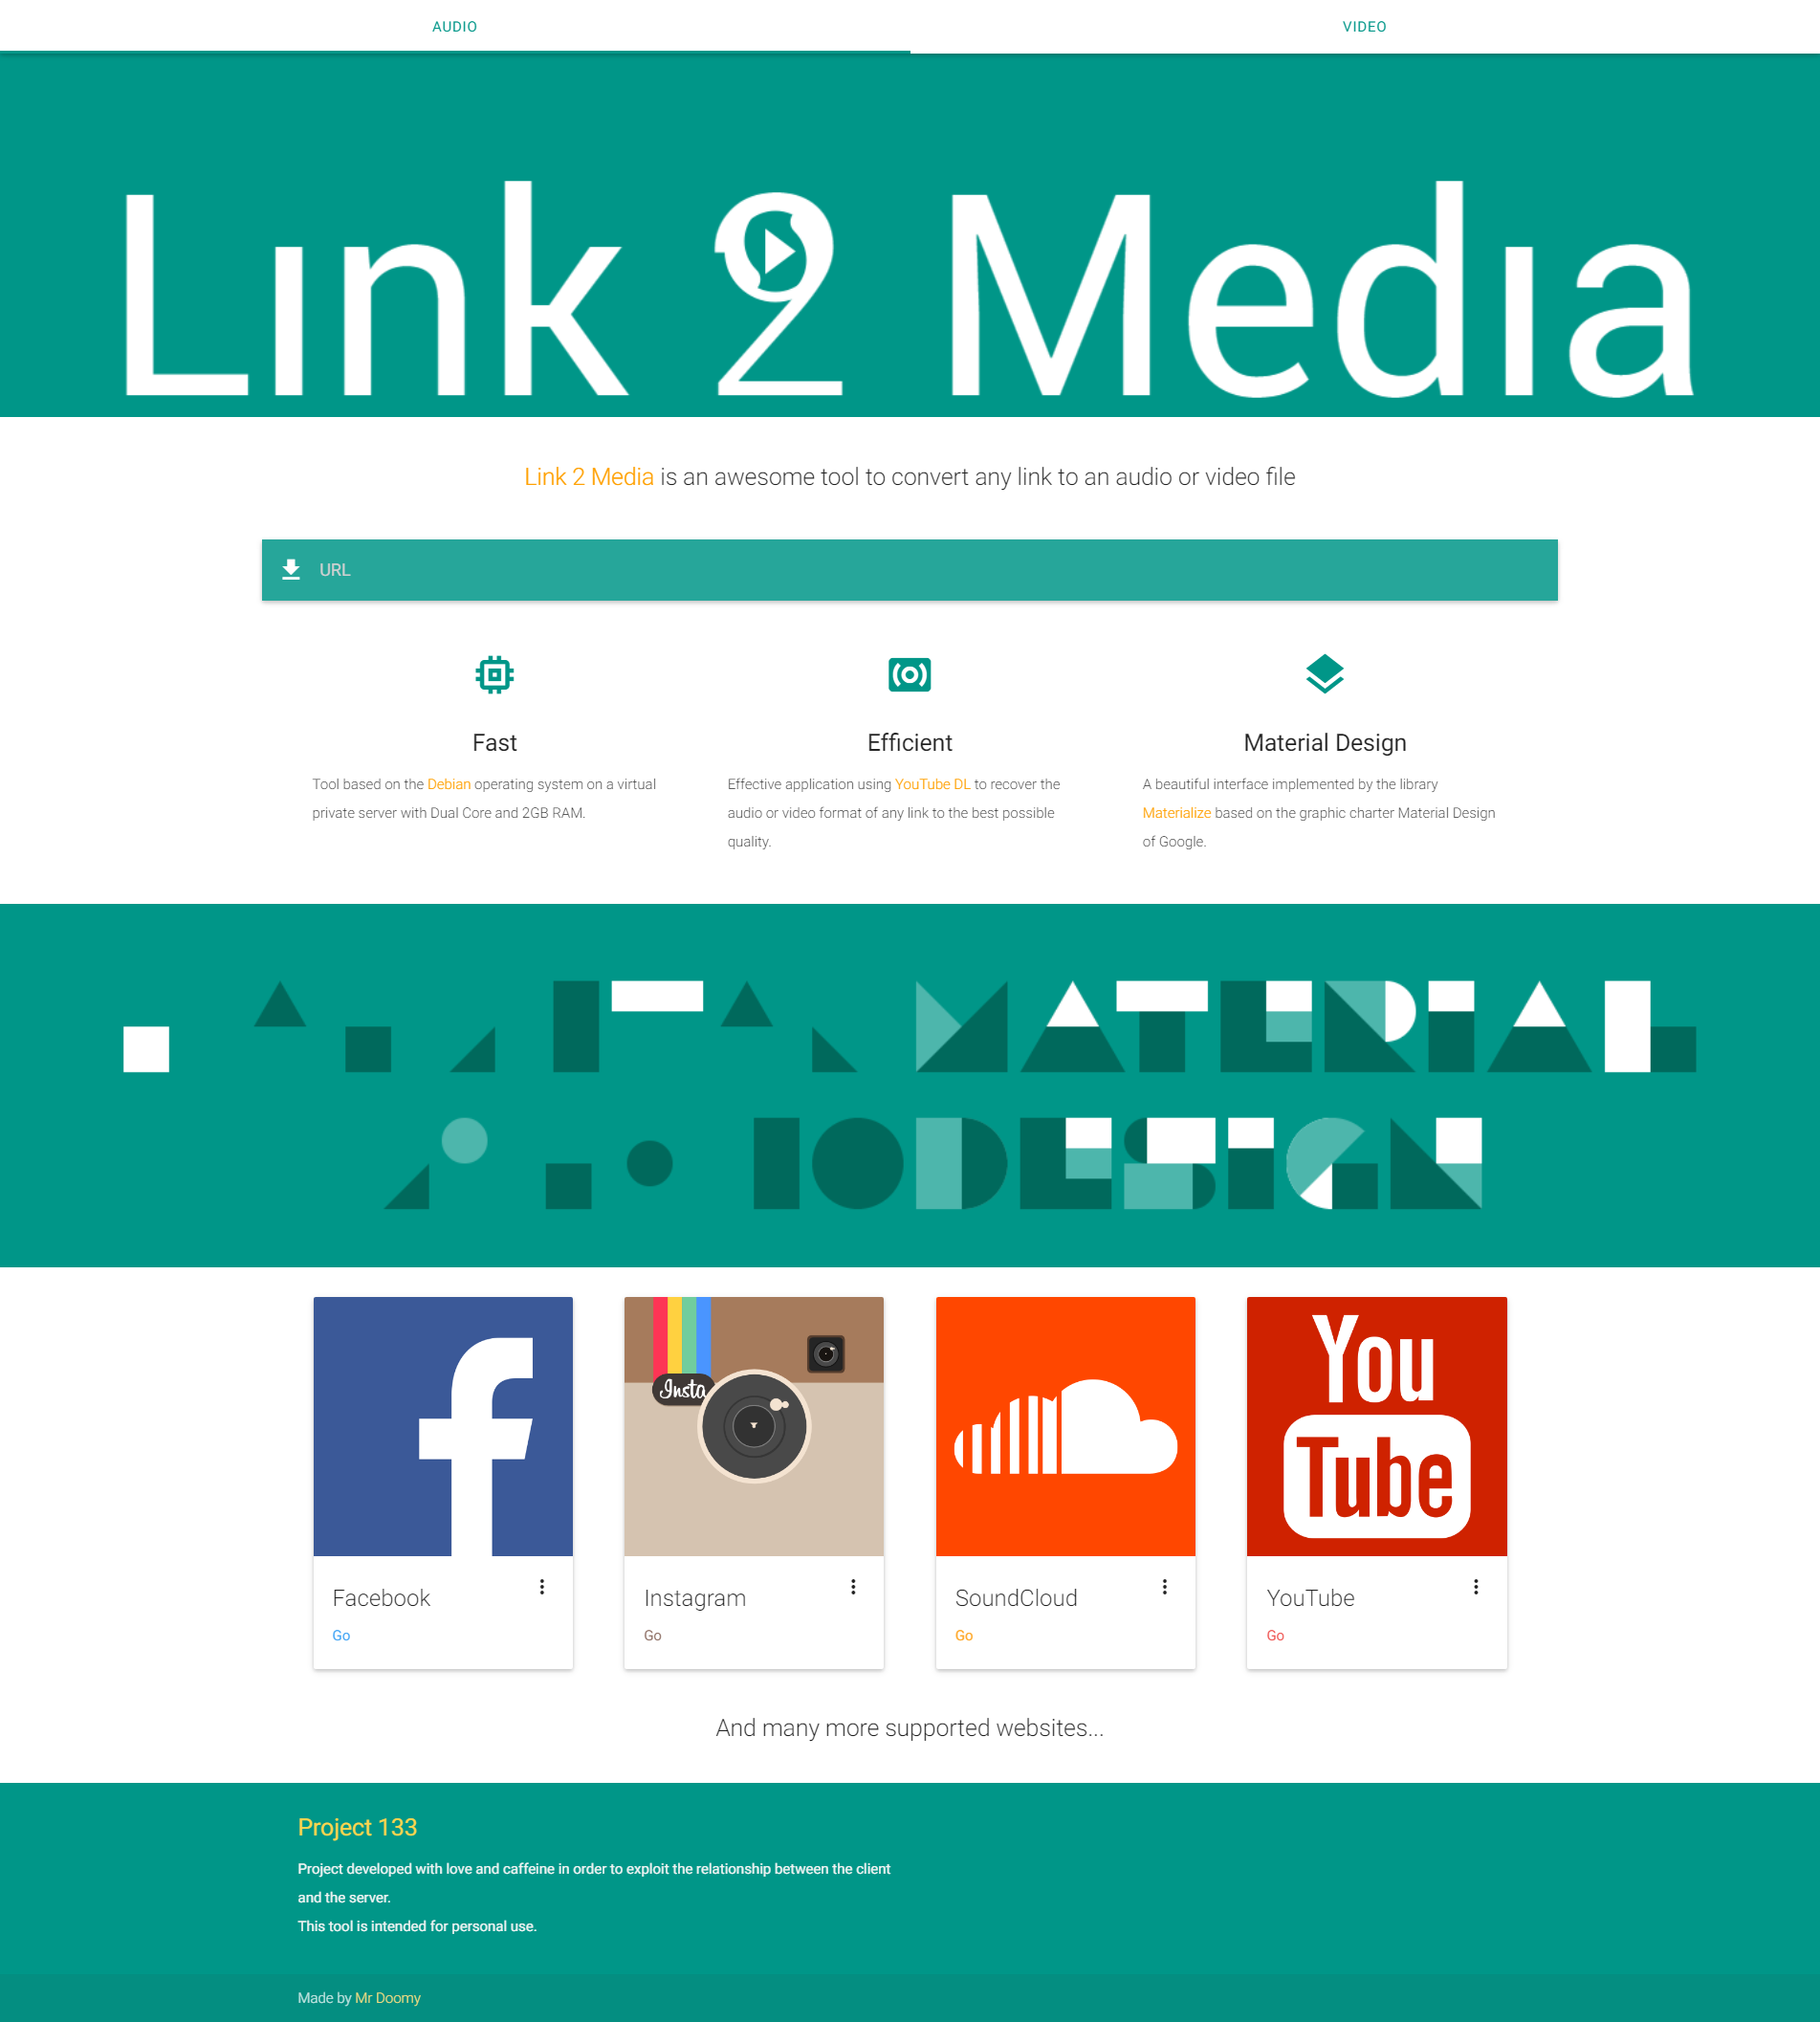 AUDIO
VIDEO
Link 2 Media
Link 2 Media is an awesome tool to convert any link to an audio or video file
URL
Fast
Tool based on the Debian operating system on a virtual
private server with Dual Core and 2GB RAM.
Efficient
Effective application using YouTube DL to recover the
audio or video format of any link to the best possible
quality.
Material Design
A beautiful interface implemented by the library
Materialize based on the graphic charter Material Design
of Google.
MATERIAL
DESIGN
Insta
You
Tube
Facebook
Go
Instagram
Go
SoundCloud
Go
YouTube
Go
And many more supported websites...
Project 133
Project developed with love and caffeine in order to exploit the relationship between the client
and the server.
This tool is intended for personal use.
Made by Mr Doomy